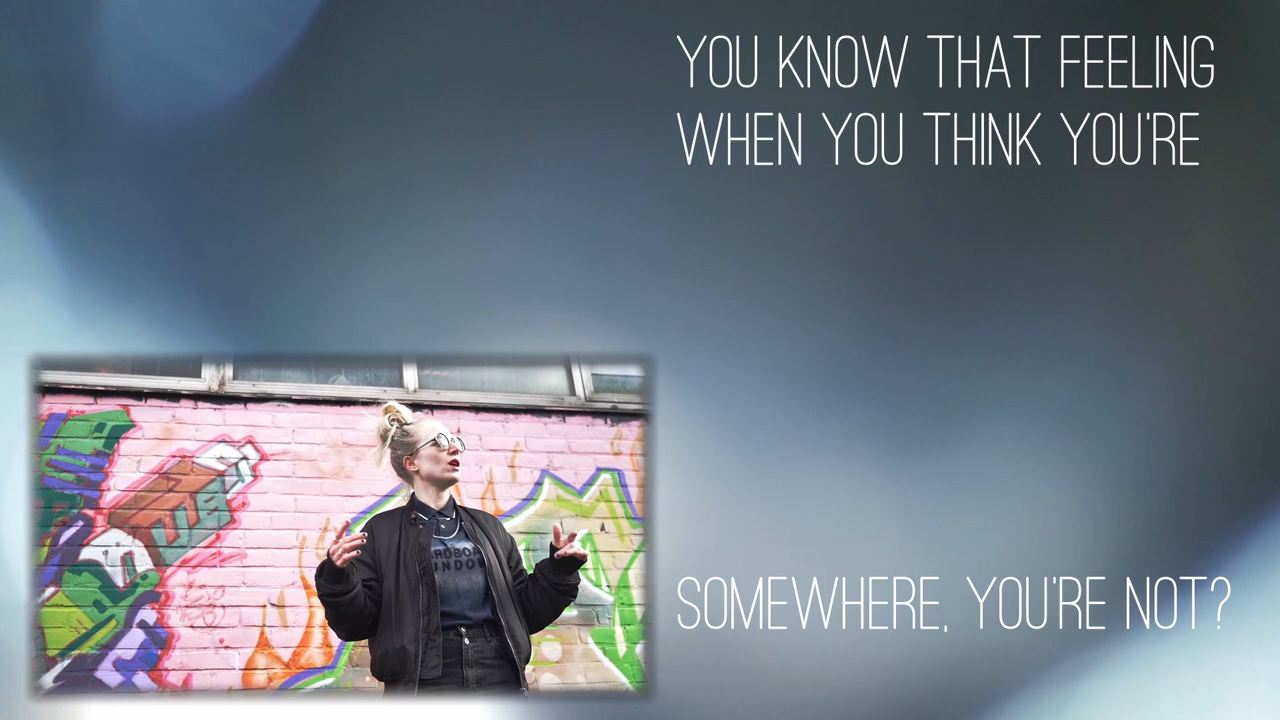 YOU KNOW THAT FEELING
WHEN YOU THINK YOU'RE
SOMEWHERE, YOU'RE NOT?